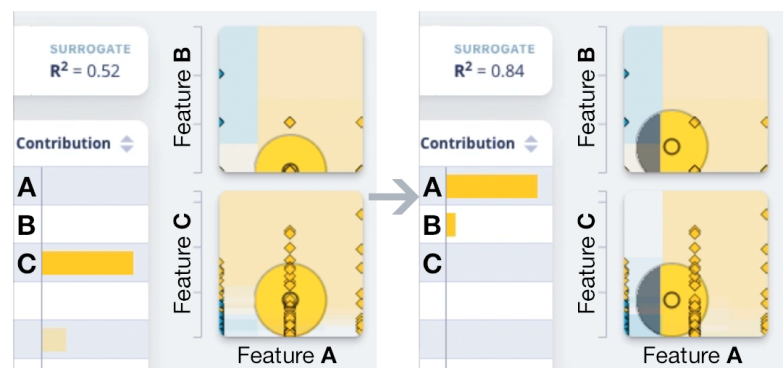 SURROGATE
R² = 0.52
Contribution
A
B
C
Feature B
Feature C
Feature A
SURROGATE
R² = 0.84
Contribution
A
B
C
Feature B
Feature C
Feature A